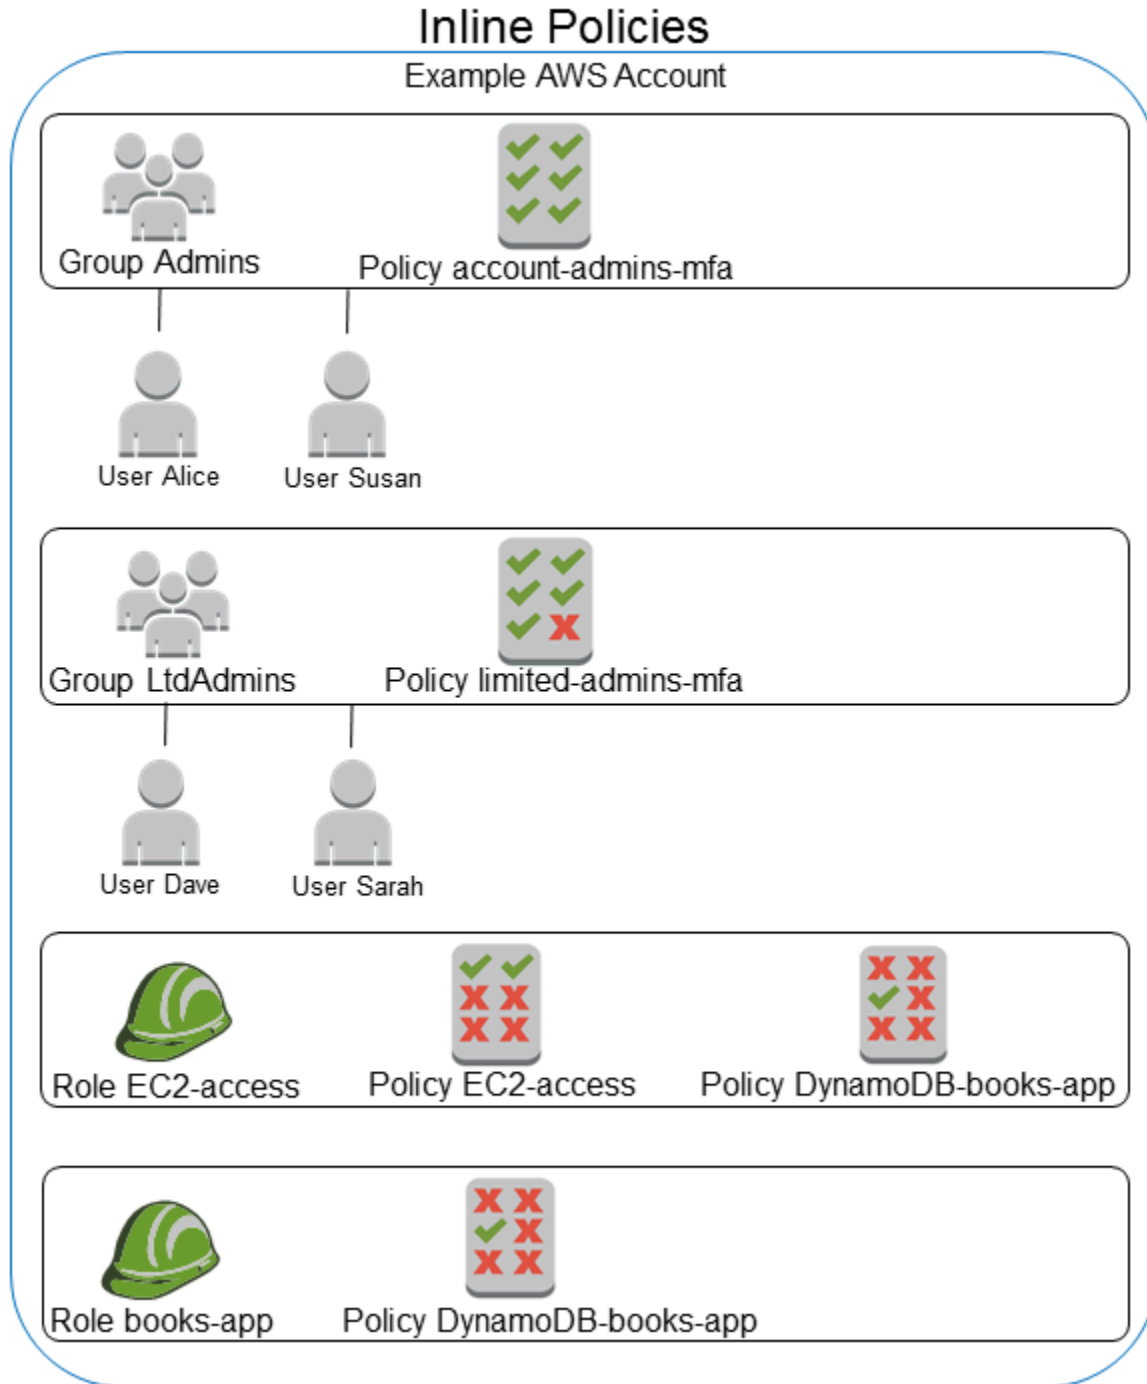 Inline Policies
Example AWS Account
Group Admins
Policy account-admins-mfa
User Alice
User Susan
Group LtdAdmins
Policy limited-admins-mfa
User Dave
User Sarah
Role EC2-access
Policy EC2-access
Policy DynamoDB-books-app
Role books-app
Policy DynamoDB-books-app